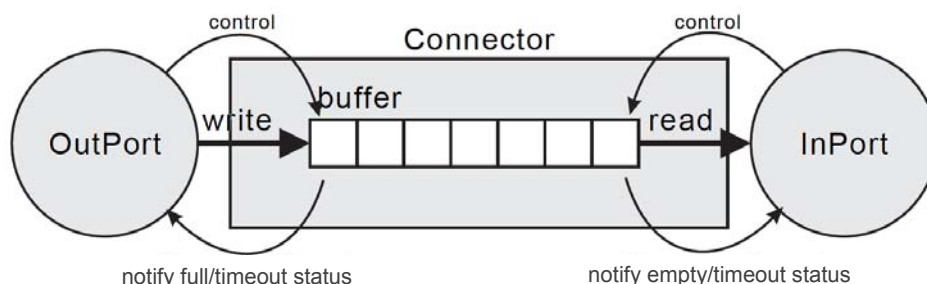 control
control
Connector
buffer
write
read
OutPort
InPort
notify full/timeout status
notify empty/timeout status